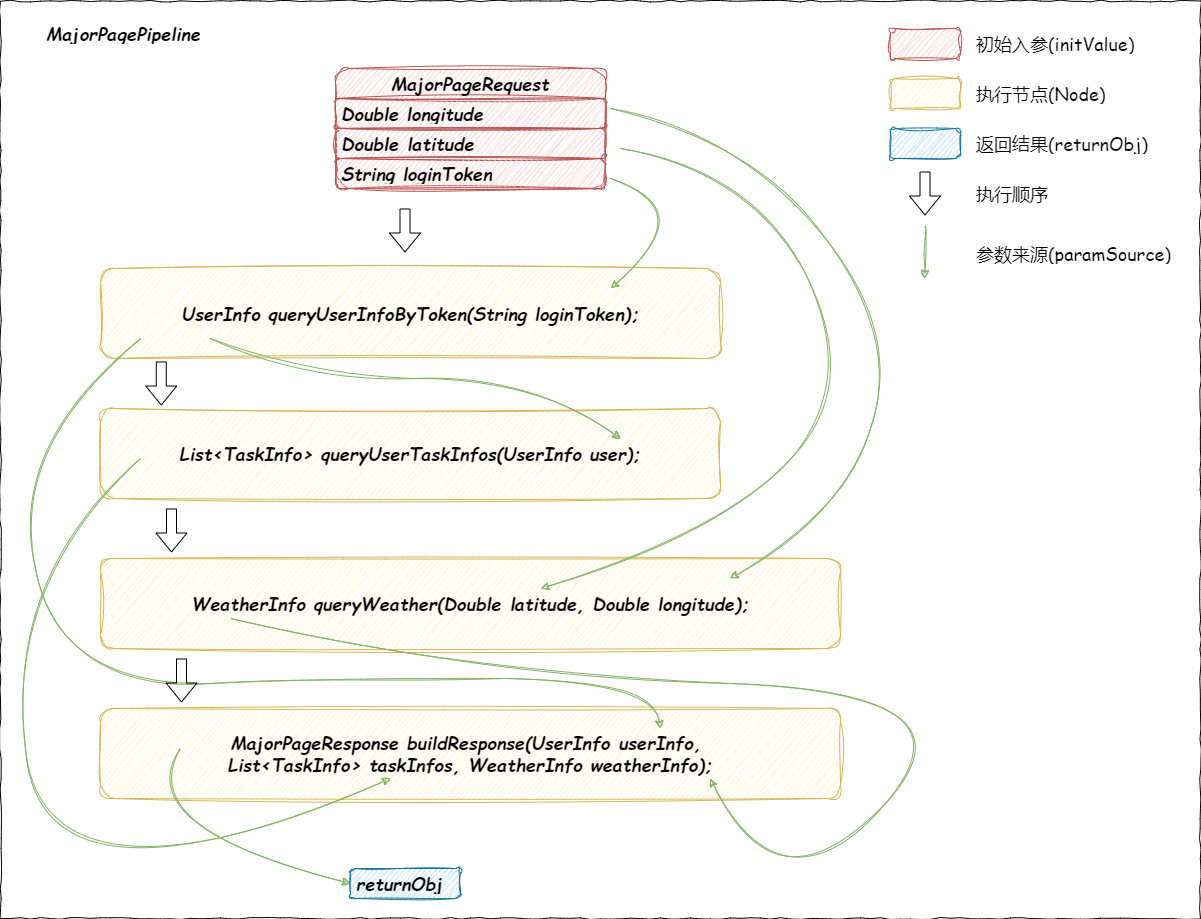 MajorPagePipeline
MajorPageRequest
Double longitude
Double latitude
String loginToken
初始入参(initValue)
执行节点(Node)
返回结果(returnObj)
执行顺序
参数来源(paramSource)
UserInfo queryUserInfoByToken(String loginToken);
List<TaskInfo> queryUserTaskInfos(UserInfo user);
WeatherInfo queryWeather(Double latitude, Double longitude);
MajorPageResponse buildResponse(UserInfo userInfo,
List<TaskInfo> taskInfos, WeatherInfo weatherInfo);
returnObj